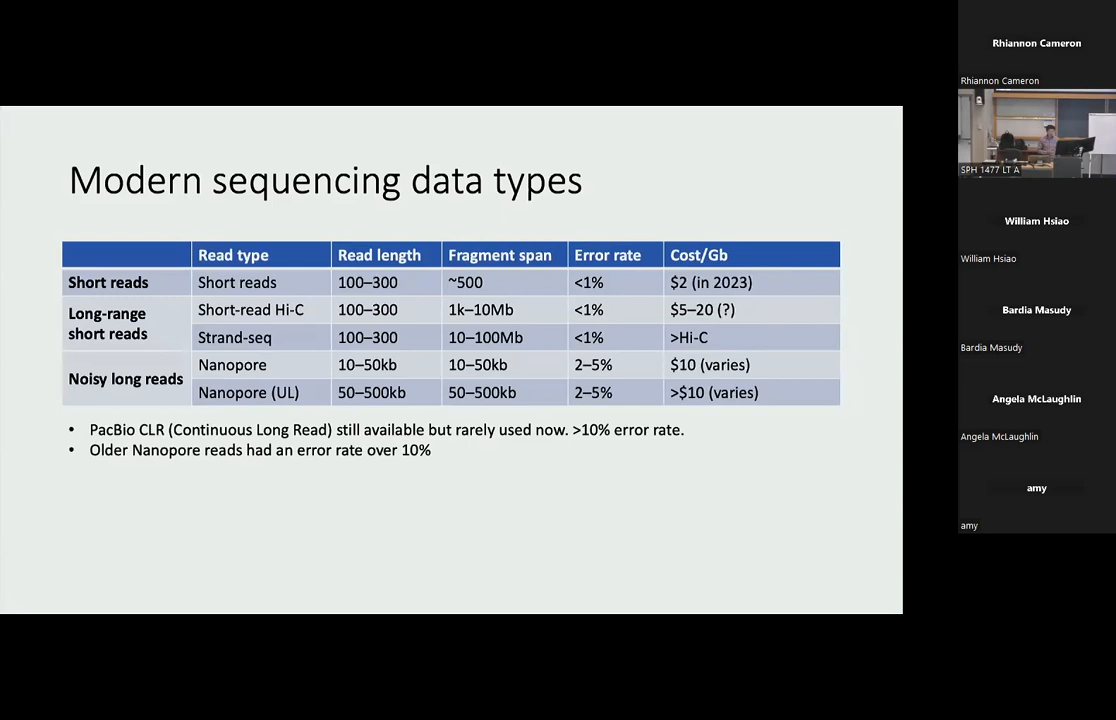 Modern sequencing data types
Read type Read length Fragment span Error rate Cost/Gb
Short reads Short reads 100–300 ~500 <1% $2 (in 2023)
Long-range short reads Short-read Hi-C 100–300 1k–10Mb <1% $5–20 (?)
Strand-seq 100–300 10–100Mb <1% >Hi-C
Noisy long reads Nanopore 10–50kb 10–50kb 2–5% $10 (varies)
Nanopore (UL) 50–500kb 50–500kb 2–5% >$10 (varies)
• PacBio CLR (Continuous Long Read) still available but rarely used now. >10% error rate.
• Older Nanopore reads had an error rate over 10%
Rhiannon Cameron
Rhiannon Cameron
SPH 1477 LT A
William Hsiao
William Hsiao
Bardia Masudy
Bardia Masudy
Angela McLaughlin
Angela McLaughlin
amy
amy